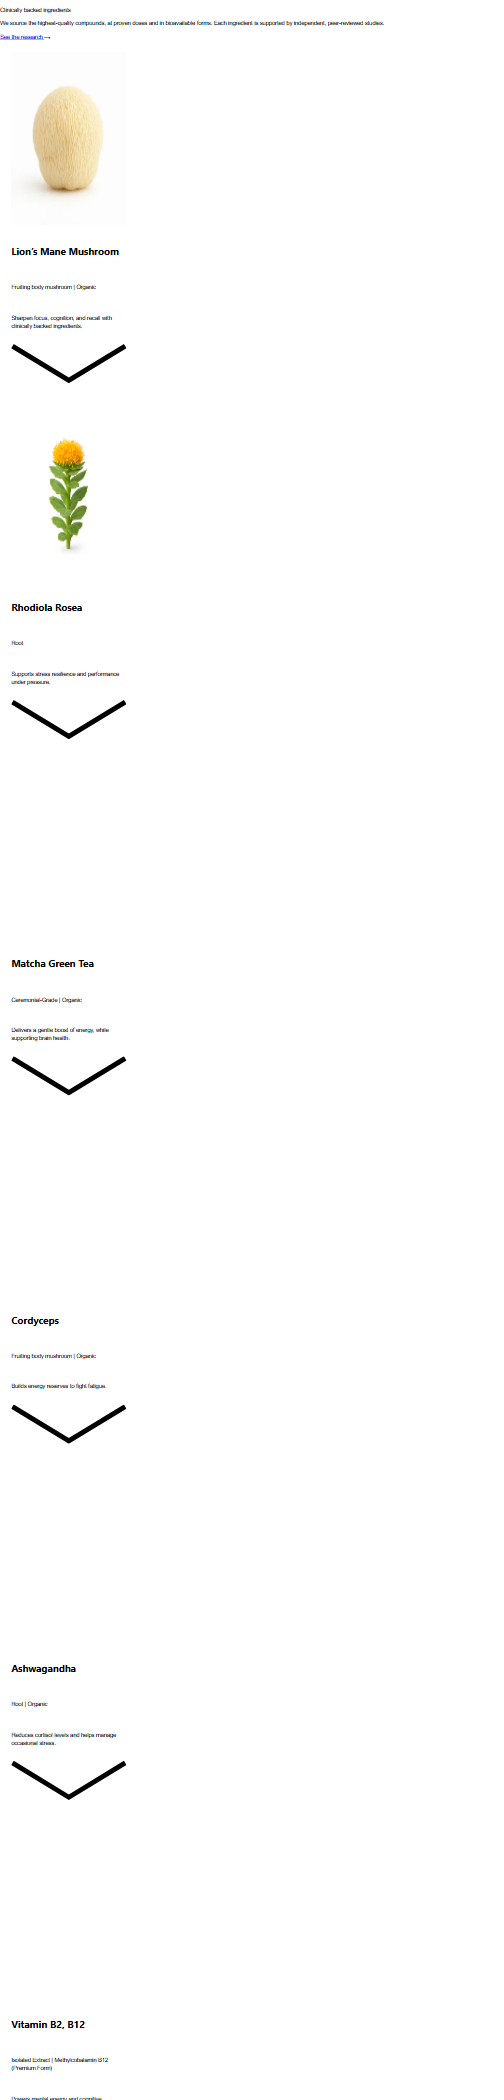 Clinically backed ingredients
We source the highest-quality compounds, at proven doses and in bioavailable forms. Each ingredient is supported by independent, peer-reviewed studies.
See the research →
Lion's Mane Mushroom
Fruiting body mushroom | Organic
Sharpen focus, cognition, and recall with
clinically backed ingredients.
Rhodiola Rosea
Root
Supports stress resilience and performance
under pressure.
Matcha Green Tea
Ceremonial-Grade | Organic
Delivers a gentle boost of energy, while
supporting brain health.
Cordyceps
Fruiting body mushroom | Organic
Builds energy reserves to fight fatigue.
Ashwagandha
Root | Organic
Reduces cortisol levels and helps manage
occasional stress.
Vitamin B2, B12
Isolated Extract | Methylcobalamin B12
(Premium Form)
Powers mental energy and cognitive